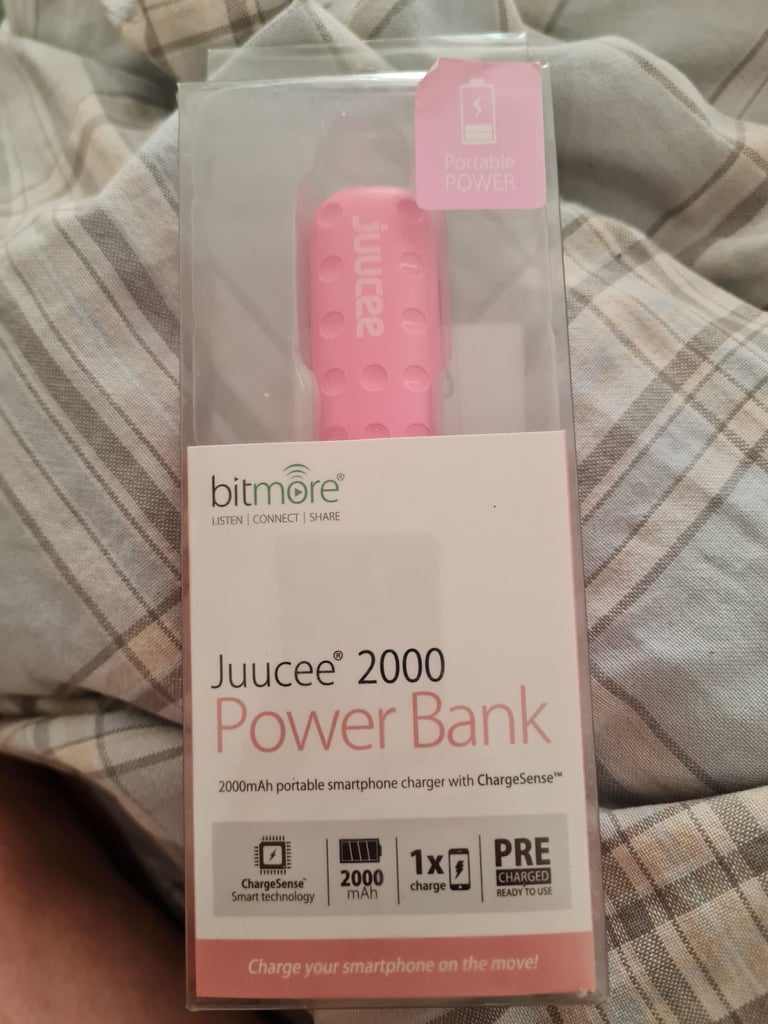 Portable
POWER
juucee
bitmore®
LISTEN | CONNECT | SHARE
Juucee® 2000
Power Bank
2000mAh portable smartphone charger with ChargeSense™
ChargeSense™
Smart technology
2000
mAh
1x
charge
PRE
CHARGED
READY TO USE
Charge your smartphone on the move!